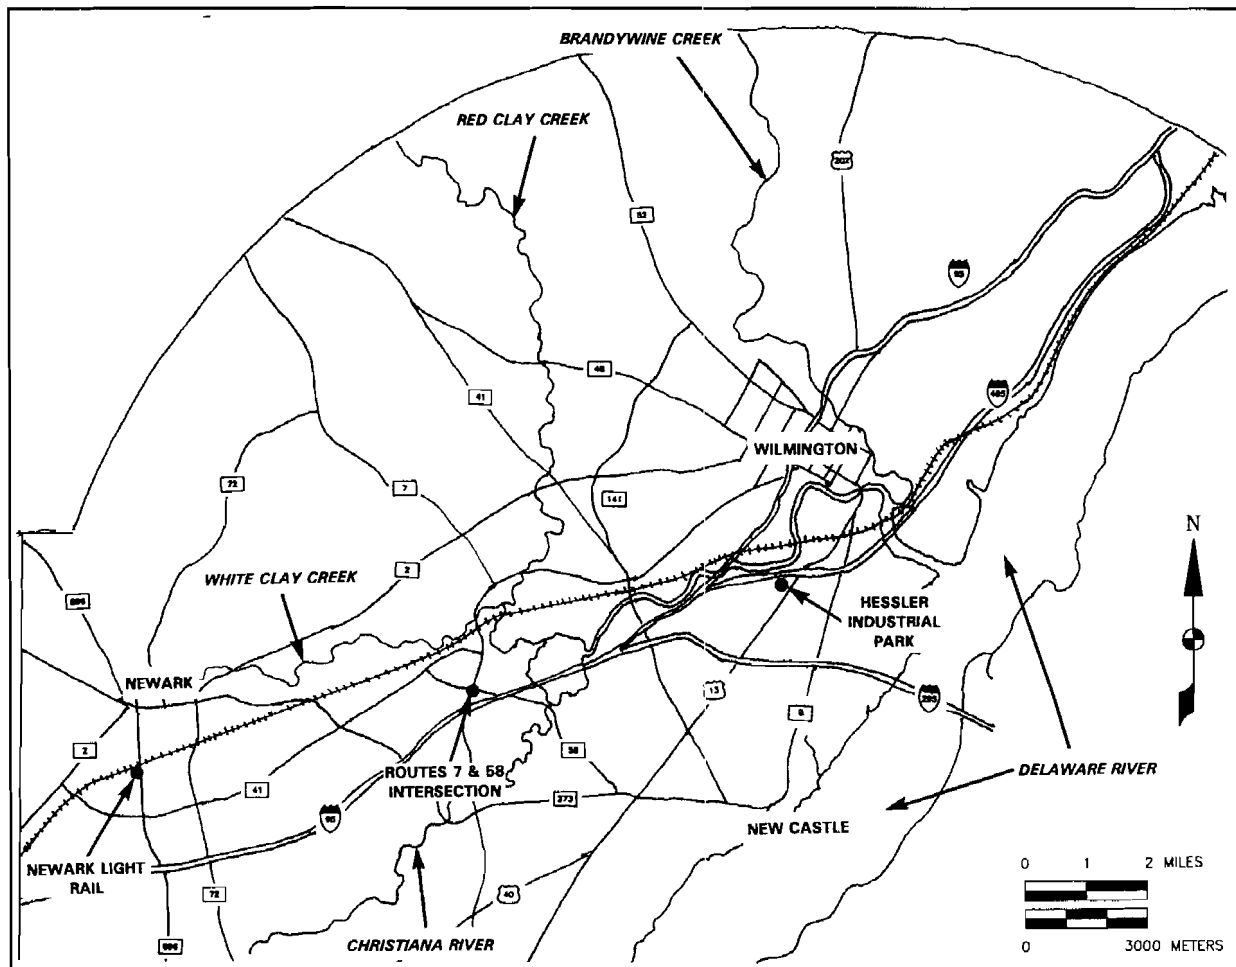 BRANDYWINE CREEK
RED CLAY CREEK
202
52
95
48
495
41
WILMINGTON
72
7
141
N
2
WHITE CLAY CREEK
896
HESSLER
INDUSTRIAL
PARK
NEWARK
13
295
9
2
38
ROUTES 7 & 58
INTERSECTION
DELAWARE RIVER
41
273
95
NEW CASTLE
NEWARK LIGHT
RAIL
72
40
0 1 2 MILES
896
CHRISTIANA RIVER
0 3000 METERS